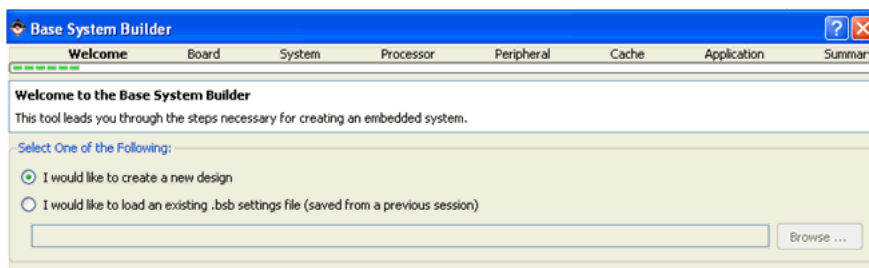 Base System Builder
Welcome Board System Processor Peripheral Cache Application Summary
Welcome to the Base System Builder
This tool leads you through the steps necessary for creating an embedded system.
Select One of the Following:
I would like to create a new design
I would like to load an existing .bsb settings file (saved from a previous session)
Browse ...